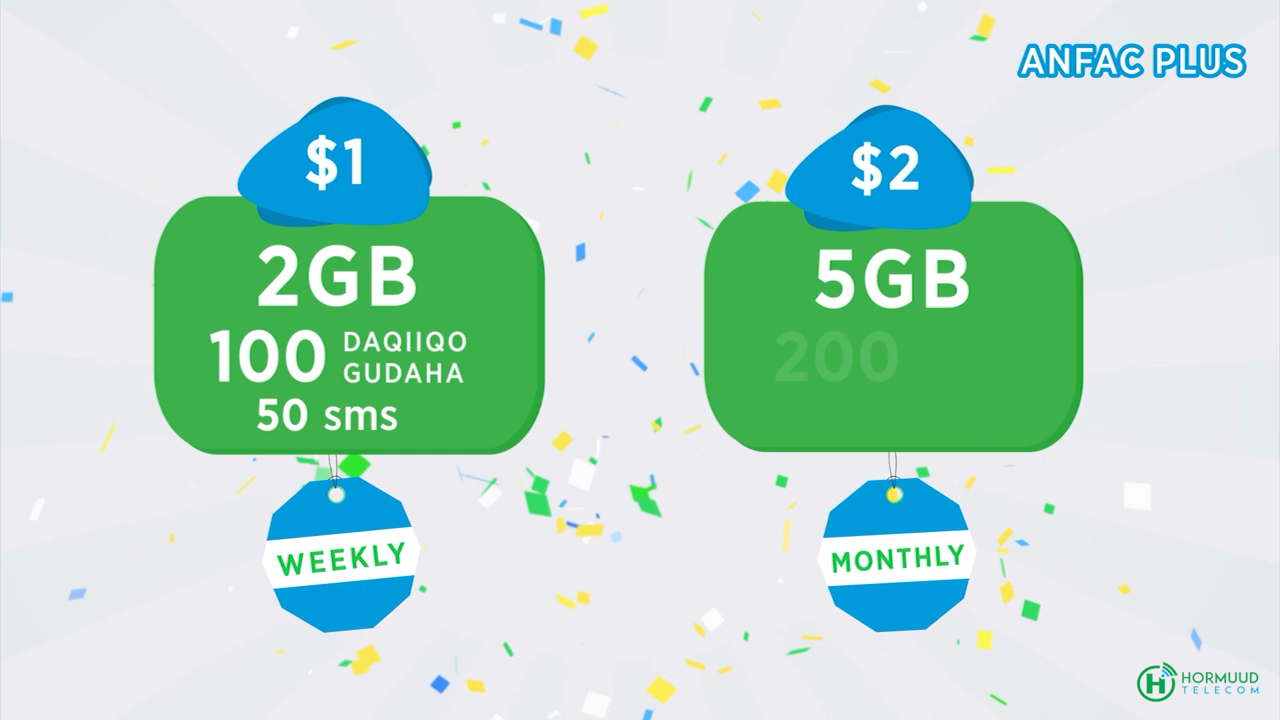 ANFAC PLUS
$1
2GB
100 DAQIIQO
GUDAHA
50 sms
WEEKLY
$2
5GB
200
MONTHLY
HORMUUD
TELECOM